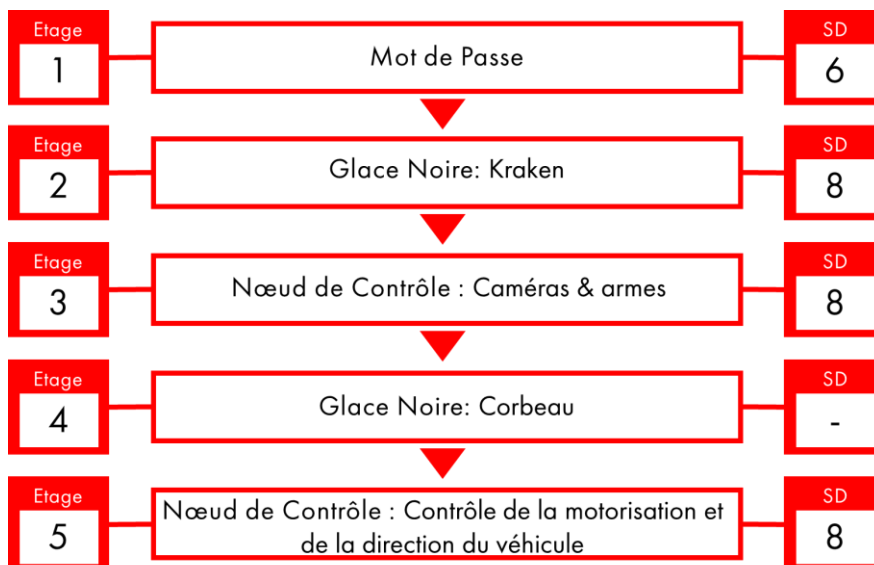 Etage
1
Mot de Passe
SD
6
Etage
2
Glace Noire: Kraken
SD
8
Etage
3
Nœud de Contrôle : Caméras & armes
SD
8
Etage
4
Glace Noire: Corbeau
SD
-
Etage
5
Nœud de Contrôle : Contrôle de la motorisation et
de la direction du véhicule
SD
8